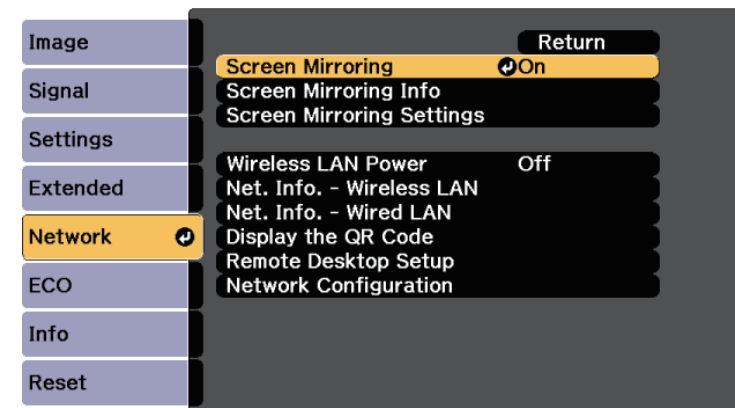 Image
Signal
Settings
Extended
Network
ECO
Info
Reset
Return
Screen Mirroring On
Screen Mirroring Info
Screen Mirroring Settings
Wireless LAN Power Off
Net. Info. - Wireless LAN
Net. Info. - Wired LAN
Display the QR Code
Remote Desktop Setup
Network Configuration